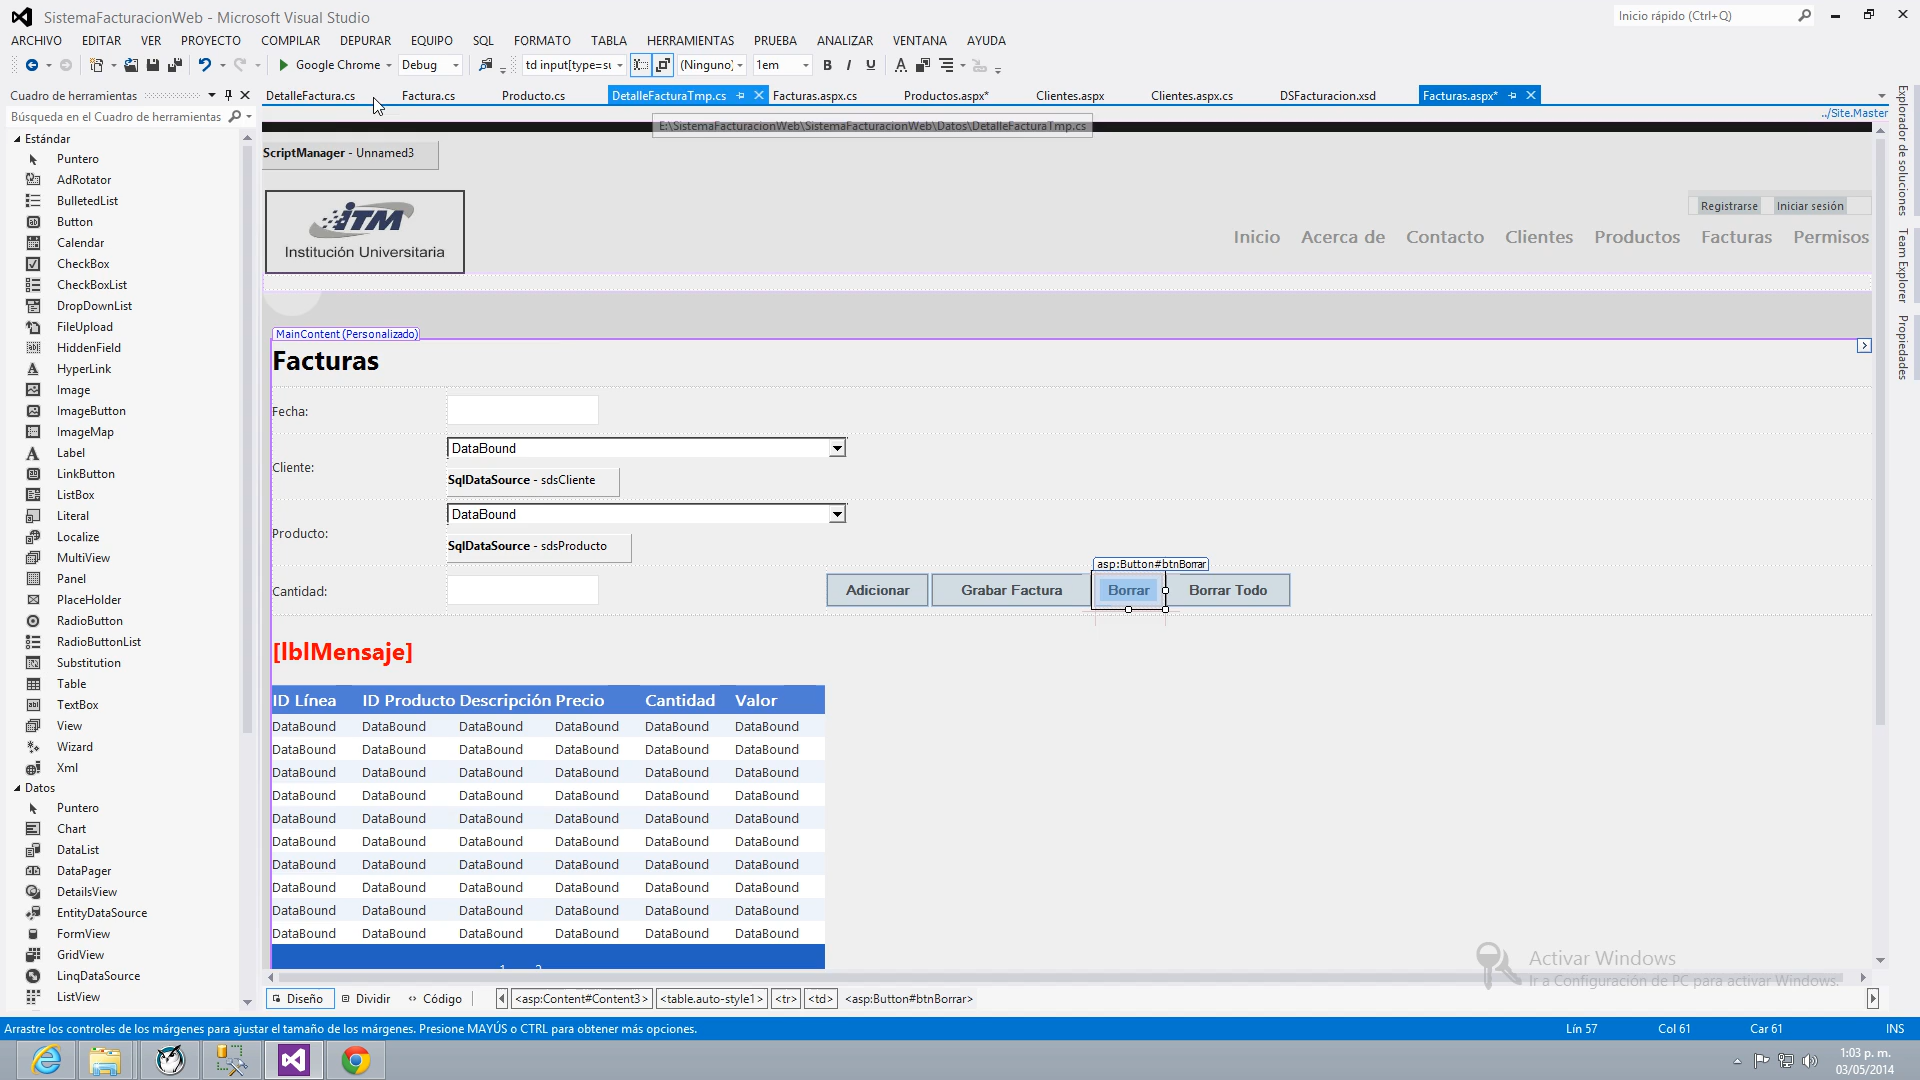 SistemaFacturacionWeb - Microsoft Visual Studio
Inicio rápido (Ctrl+Q)
ARCHIVO EDITAR VER PROYECTO COMPILAR DEPURAR EQUIPO SQL FORMATO TABLA HERRAMIENTAS PRUEBA ANALIZAR VENTANA AYUDA
Google Chrome Debug td input[type=su (Ninguno) 1em B I U A
Cuadro de herramientas
DetalleFactura.cs Factura.cs Producto.cs DetalleFacturaTmp.cs Facturas.aspx.cs Productos.aspx* Clientes.aspx Clientes.aspx.cs DSFacturacion.xsd Facturas.aspx*
Búsqueda en el Cuadro de herramientas
../Site.Master
E:\SistemaFacturacionWeb\SistemaFacturacionWeb\Datos\DetalleFacturaTmp.cs
Estándar
Puntero
AdRotator
BulletedList
Button
Calendar
CheckBox
CheckBoxList
DropDownList
FileUpload
HiddenField
HyperLink
Image
ImageButton
ImageMap
Label
LinkButton
ListBox
Literal
Localize
MultiView
Panel
PlaceHolder
RadioButton
RadioButtonList
Substitution
Table
TextBox
View
Wizard
Xml
Datos
Puntero
Chart
DataList
DataPager
DetailsView
EntityDataSource
FormView
GridView
LinqDataSource
ListView
ScriptManager - Unnamed3
iTM
Institución Universitaria
Registrarse Iniciar sesión
Inicio Acerca de Contacto Clientes Productos Facturas Permisos
MainContent (Personalizado)
Facturas
Fecha:
Cliente:
DataBound
SqlDataSource - sdsCliente
Producto:
DataBound
SqlDataSource - sdsProducto
asp:Button#btnBorrar
Cantidad:
Adicionar Grabar Factura Borrar Borrar Todo
[lblMensaje]
ID Línea ID Producto Descripción Precio Cantidad Valor
DataBound DataBound DataBound DataBound DataBound DataBound
DataBound DataBound DataBound DataBound DataBound DataBound
DataBound DataBound DataBound DataBound DataBound DataBound
DataBound DataBound DataBound DataBound DataBound DataBound
DataBound DataBound DataBound DataBound DataBound DataBound
DataBound DataBound DataBound DataBound DataBound DataBound
DataBound DataBound DataBound DataBound DataBound DataBound
DataBound DataBound DataBound DataBound DataBound DataBound
DataBound DataBound DataBound DataBound DataBound DataBound
DataBound DataBound DataBound DataBound DataBound DataBound
1 2
Activar Windows
Ir a Configuración de PC para activar Windows.
Explorador de soluciones
Team Explorer
Propiedades
Diseño Dividir Código <asp:Content#Content3> <table.auto-style1> <tr> <td> <asp:Button#btnBorrar>
Arrastre los controles de los márgenes para ajustar el tamaño de los márgenes. Presione MAYÚS o CTRL para obtener más opciones.
Lín 57 Col 61 Car 61 INS
1:03 p. m.
03/05/2014